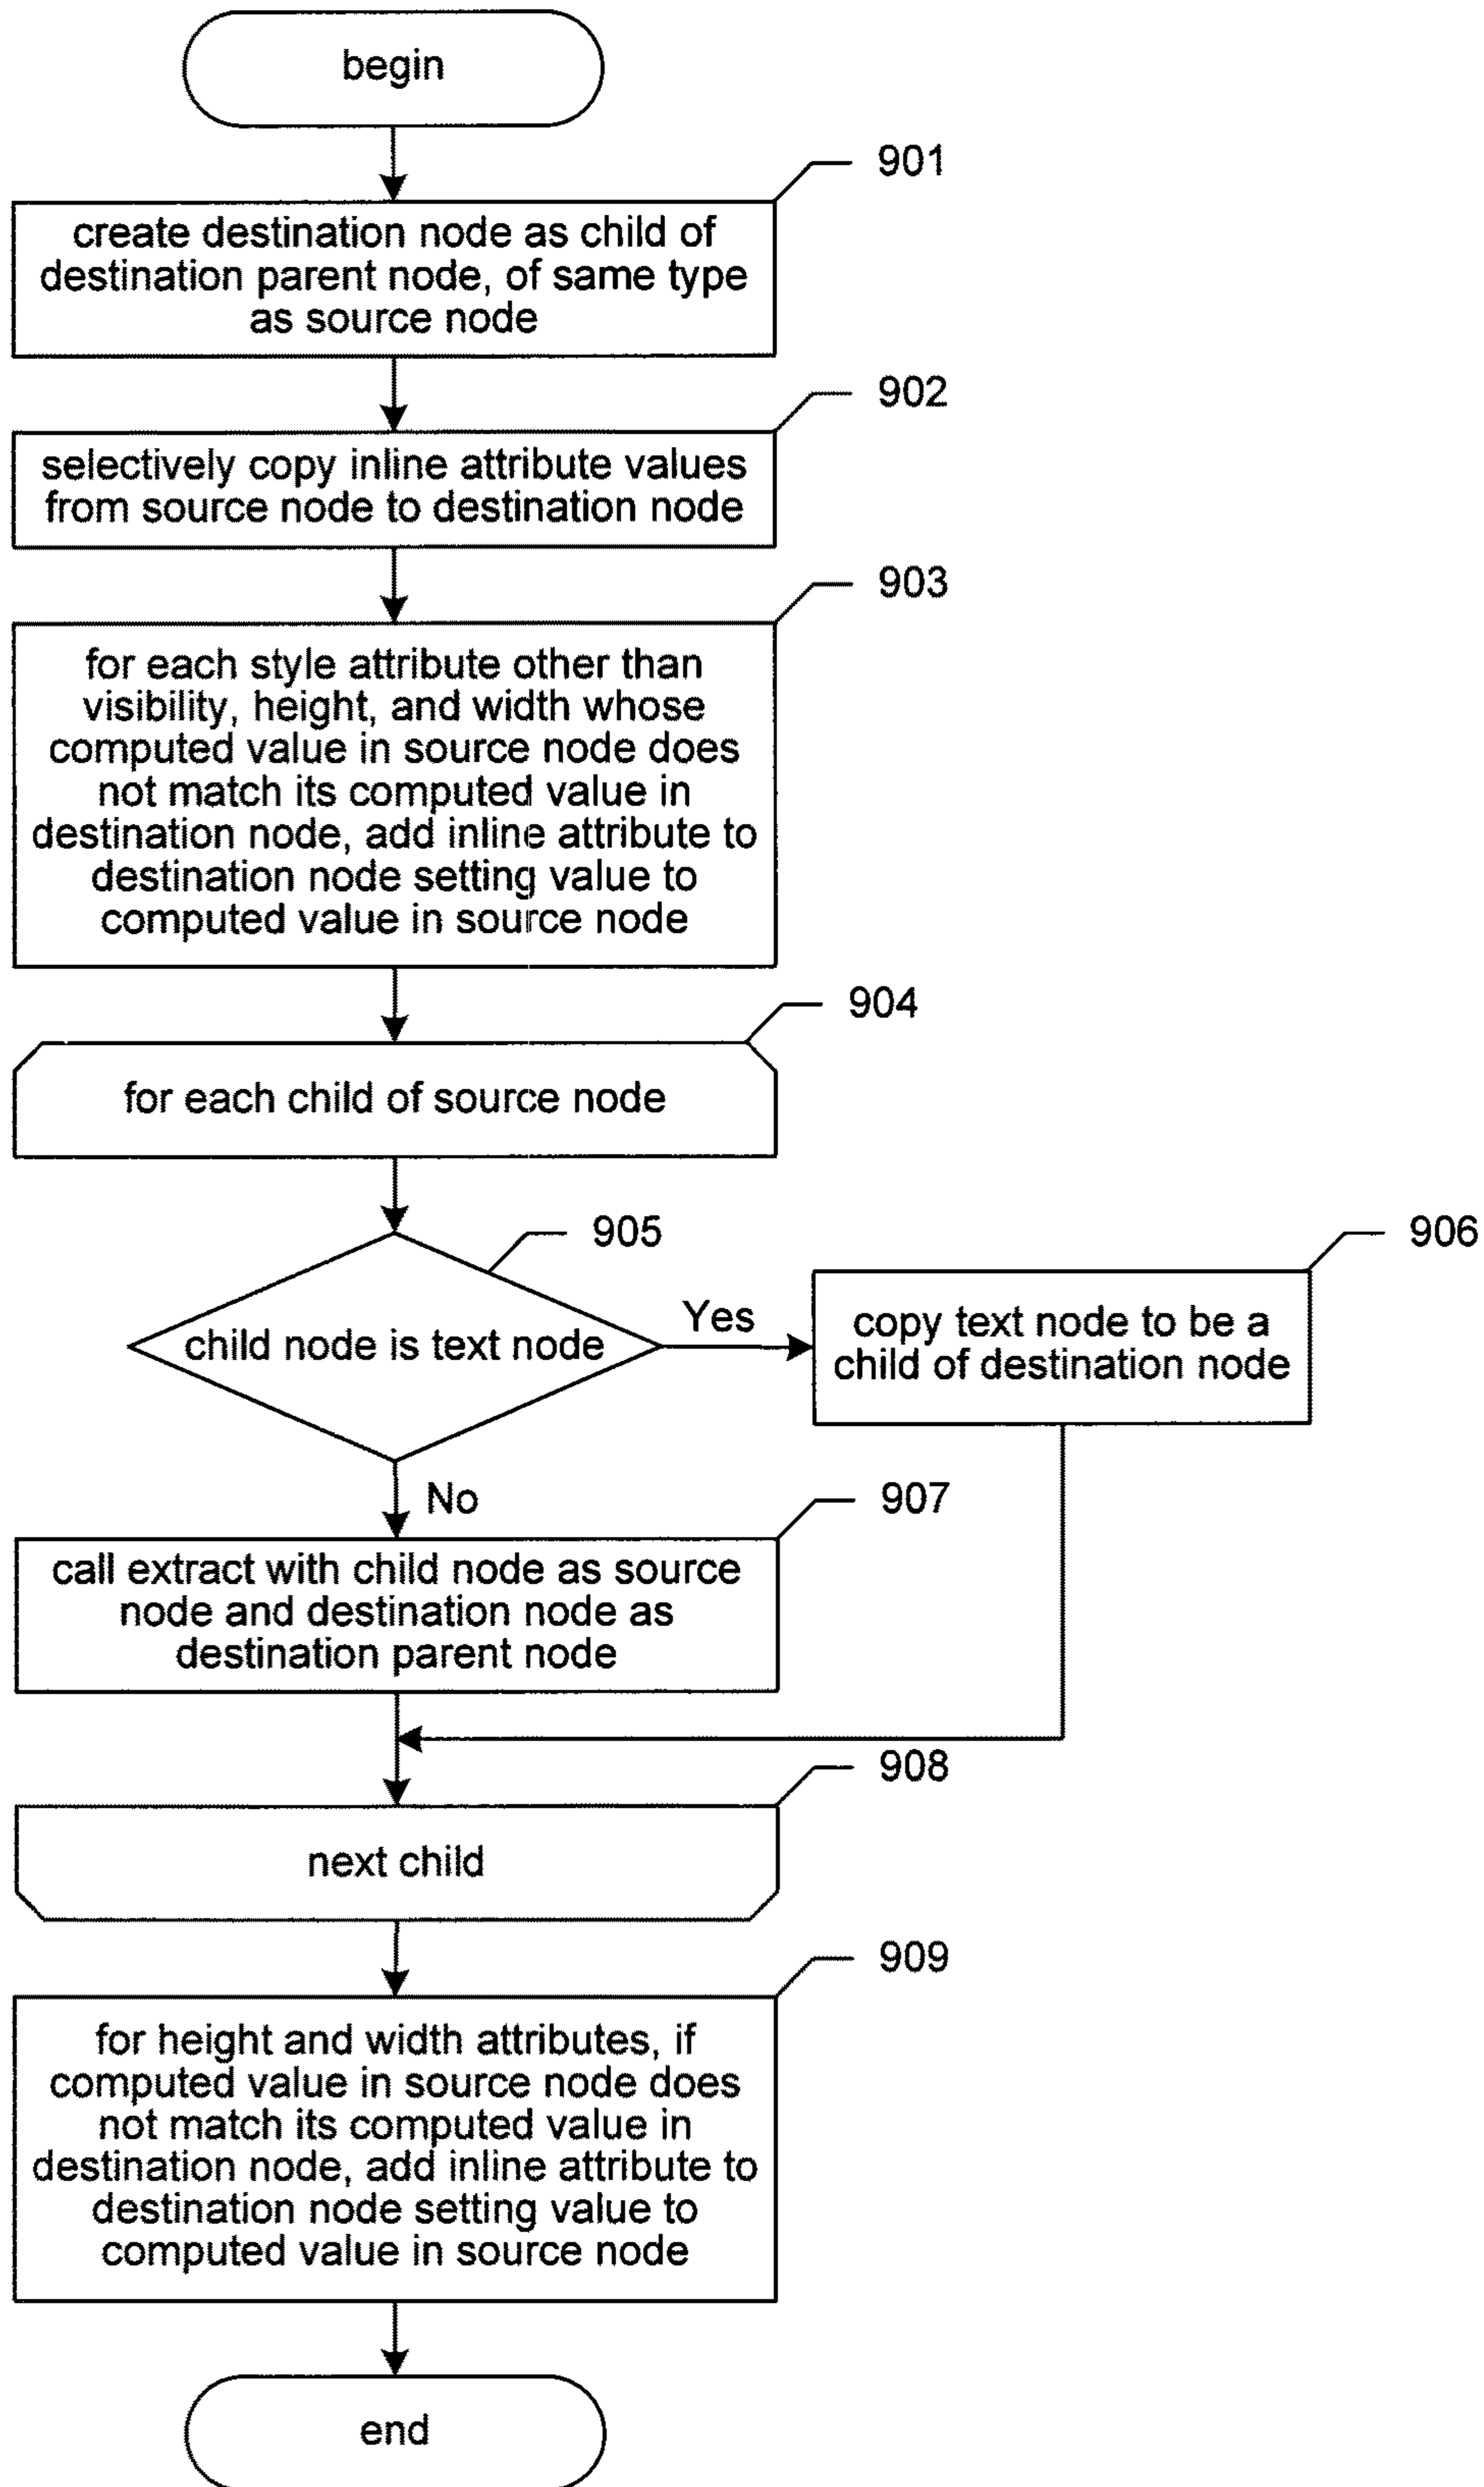 begin
901
create destination node as child of
destination parent node, of same type
as source node
902
selectively copy inline attribute values
from source node to destination node
903
for each style attribute other than
visibility, height, and width whose
computed value in source node does
not match its computed value in
destination node, add inline attribute to
destination node setting value to
computed value in source node
904
for each child of source node
905
906
child node is text node
Yes
copy text node to be a
child of destination node
No
907
call extract with child node as source
node and destination node as
destination parent node
908
next child
909
for height and width attributes, if
computed value in source node does
not match its computed value in
destination node, add inline attribute to
destination node setting value to
computed value in source node
end